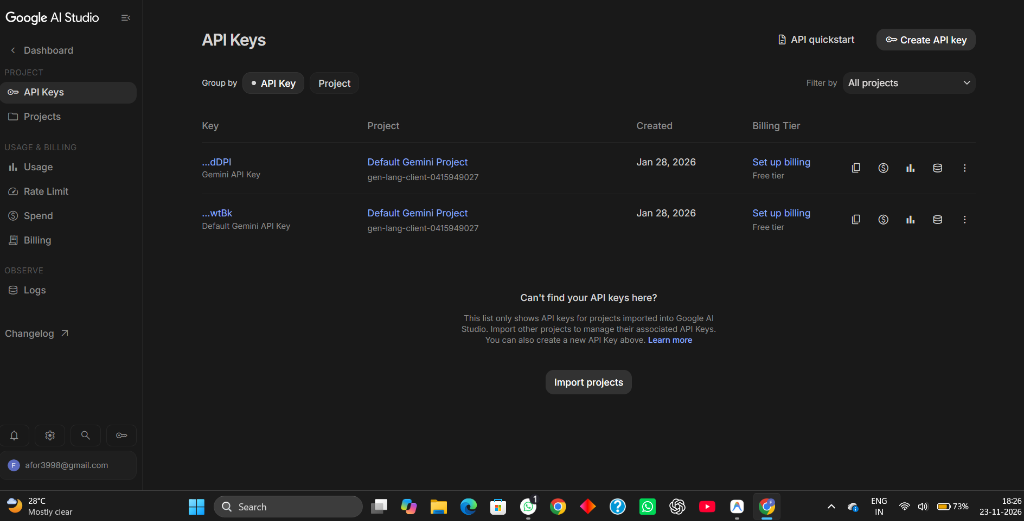 Google AI Studio
Dashboard
PROJECT
API Keys
Projects
USAGE & BILLING
Usage
Rate Limit
Spend
Billing
OBSERVE
Logs
Changelog
F afor3998@gmail.com
API Keys
API quickstart
Create API key
Group by API Key Project
Filter by All projects
Key Project Created Billing Tier
...dDPI Default Gemini Project Jan 28, 2026 Set up billing
Gemini API Key gen-lang-client-0415949027 Free tier
...wtBk Default Gemini Project Jan 28, 2026 Set up billing
Default Gemini API Key gen-lang-client-0415949027 Free tier
Can't find your API keys here?
This list only shows API keys for projects imported into Google AI
Studio. Import other projects to manage their associated API Keys.
You can also create a new API Key above. Learn more
Import projects
28°C
Mostly clear
Search
1
ENG
IN
73%
18:26
23-11-2026